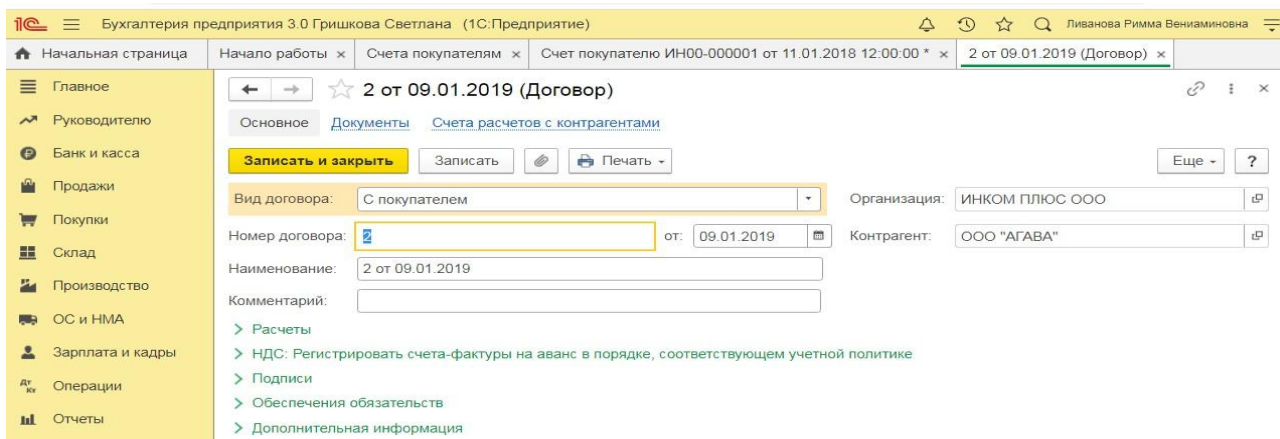 1С Бухгалтерия предприятия 3.0 Гришкова Светлана (1С:Предприятие) Ливанова Римма Вениаминовна
Начальная страница Начало работы × Счета покупателям × Счет покупателю ИН00-000001 от 11.01.2018 12:00:00 * × 2 от 09.01.2019 (Договор) ×
Главное
Руководителю
Банк и касса
Продажи
Покупки
Склад
Производство
ОС и НМА
Зарплата и кадры
Дт Кт Операции
Отчеты
2 от 09.01.2019 (Договор)
Основное Документы Счета расчетов с контрагентами
Записать и закрыть Записать Печать Еще ?
Вид договора: С покупателем Организация: ИНКОМ ПЛЮС ООО
Номер договора: 2 от: 09.01.2019 Контрагент: ООО "АГАВА"
Наименование: 2 от 09.01.2019
Комментарий:
Расчеты
НДС: Регистрировать счета-фактуры на аванс в порядке, соответствующем учетной политике
Подписи
Обеспечения обязательств
Дополнительная информация